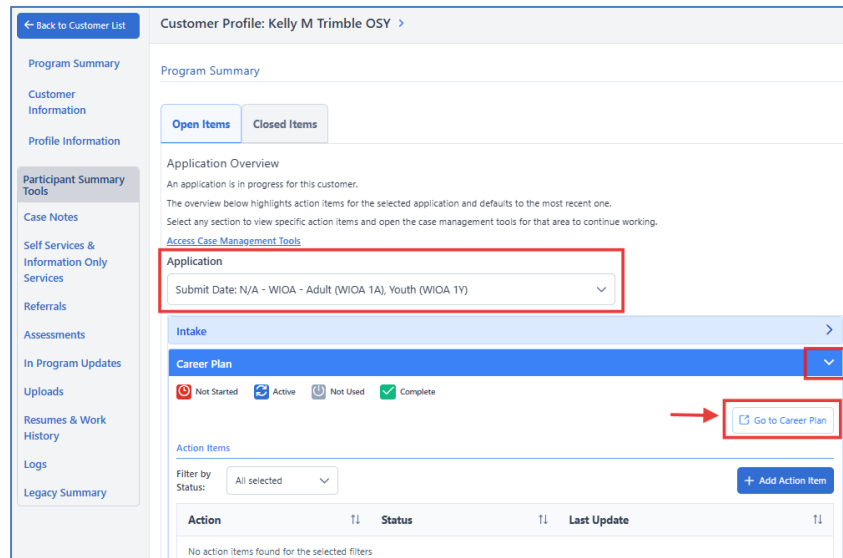 ← Back to Customer List
Customer Profile: Kelly M Trimble OSY >
Program Summary
Customer
Information
Profile Information
Participant Summary
Tools
Case Notes
Self Services &
Information Only
Services
Referrals
Assessments
In Program Updates
Uploads
Resumes & Work
History
Logs
Legacy Summary
Program Summary
Open Items
Closed Items
Application Overview
An application is in progress for this customer.
The overview below highlights action items for the selected application and defaults to the most recent one.
Select any section to view specific action items and open the case management tools for that area to continue working.
Access Case Management Tools
Application
Submit Date: N/A - WIOA - Adult (WIOA 1A), Youth (WIOA 1Y)
Intake
Career Plan
Not Started Active Not Used Complete
Go to Career Plan
Action Items
Filter by
Status:
All selected
+ Add Action Item
Action Status Last Update
No action items found for the selected filters